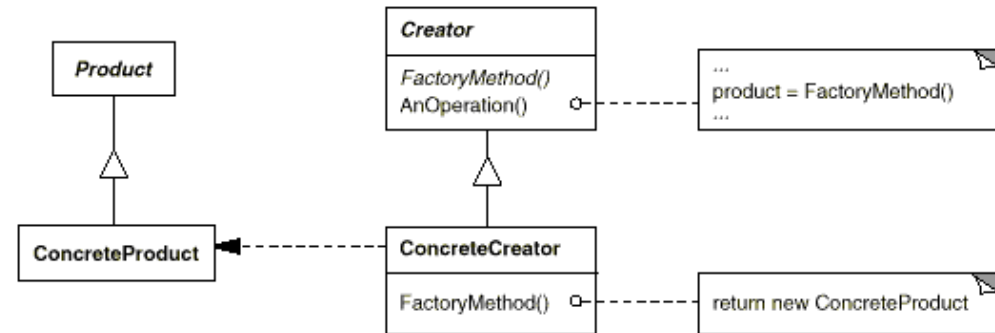 Product
ConcreteProduct
Creator
FactoryMethod()
AnOperation()
...
product = FactoryMethod()
...
ConcreteCreator
FactoryMethod()
return new ConcreteProduct